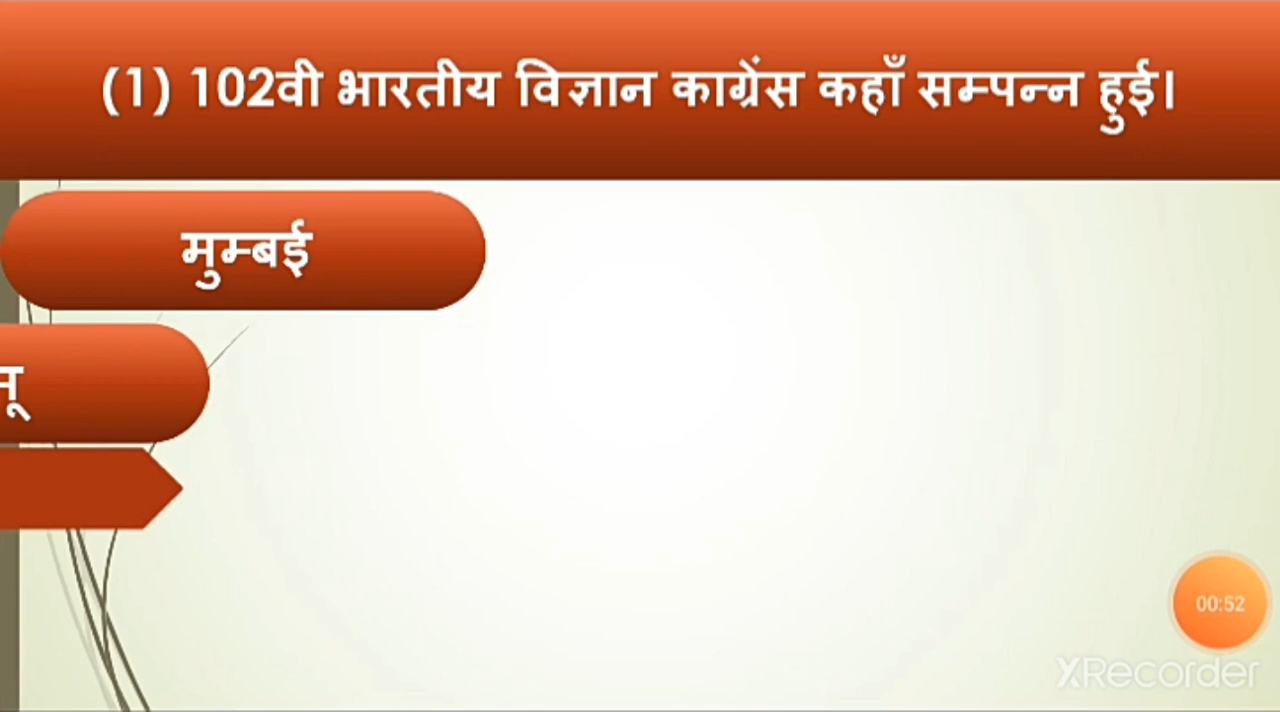 (1) 102वी भारतीय विज्ञान काग्रेंस कहाँ सम्पन्न हुई।
मुम्बई
00:52
XRecorder